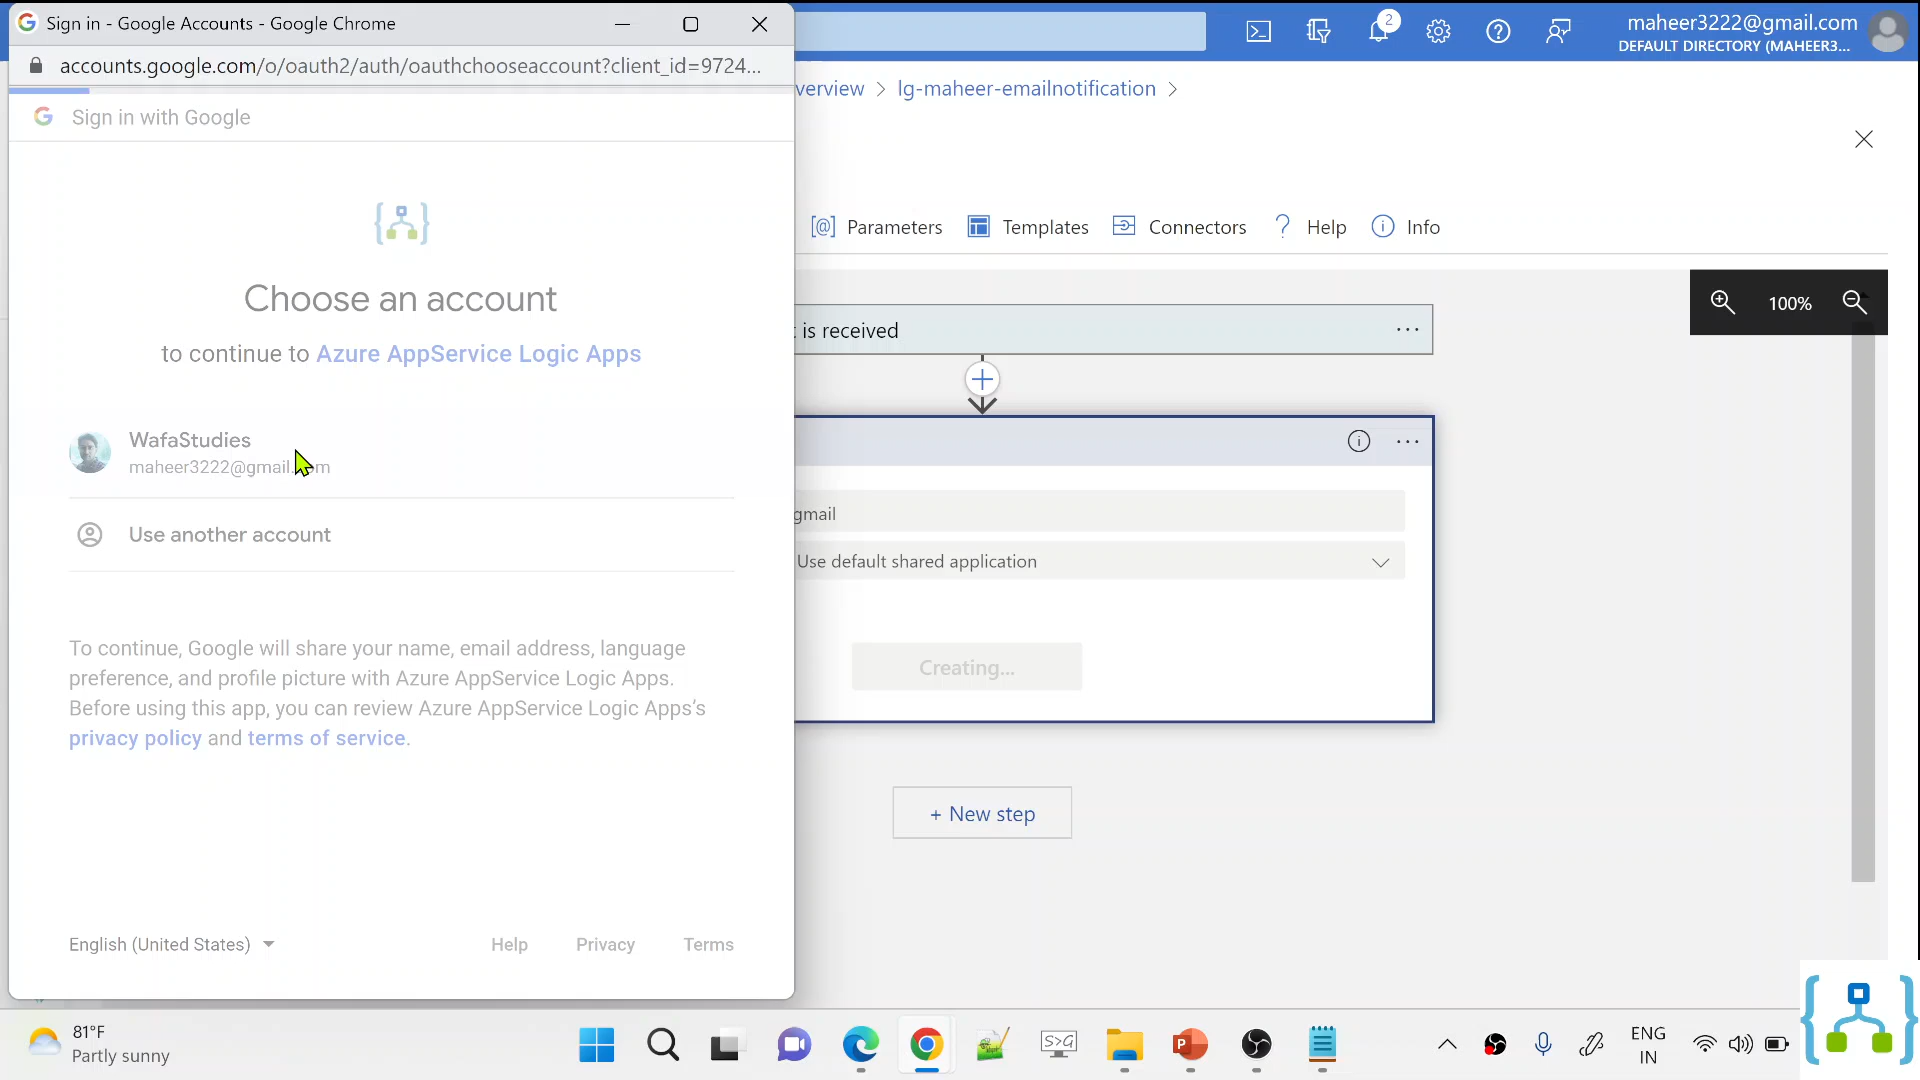 Sign in - Google Accounts - Google Chrome
accounts.google.com/o/oauth2/auth/oauthchooseaccount?client_id=9724...
Sign in with Google
Choose an account
to continue to Azure AppService Logic Apps
WafaStudies
maheer3222@gmail.com
Use another account
To continue, Google will share your name, email address, language
preference, and profile picture with Azure AppService Logic Apps.
Before using this app, you can review Azure AppService Logic Apps's
privacy policy and terms of service.
English (United States)
Help
Privacy
Terms
2
maheer3222@gmail.com
DEFAULT DIRECTORY (MAHEER3...
verview > lg-maheer-emailnotification >
[@] Parameters
Templates
Connectors
? Help
Info
100%
is received
gmail
Use default shared application
Creating...
+ New step
81°F
Partly sunny
S>G
P
ENG
IN